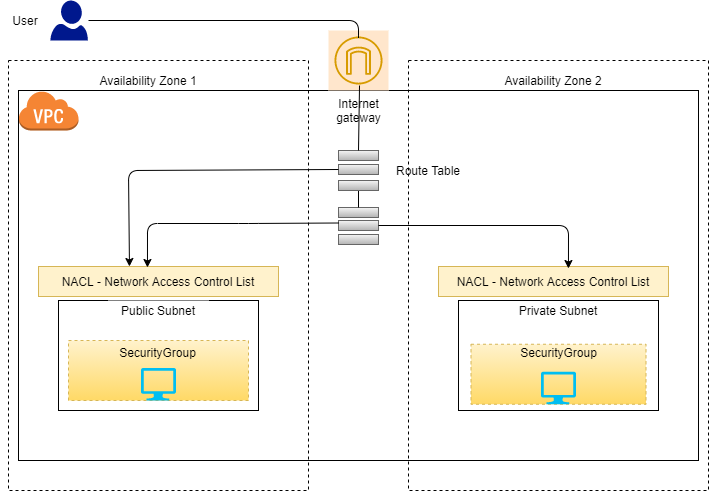 User
Availability Zone 1
Availability Zone 2
VPC
Internet
gateway
Route Table
NACL - Network Access Control List
NACL - Network Access Control List
Public Subnet
Private Subnet
SecurityGroup
SecurityGroup